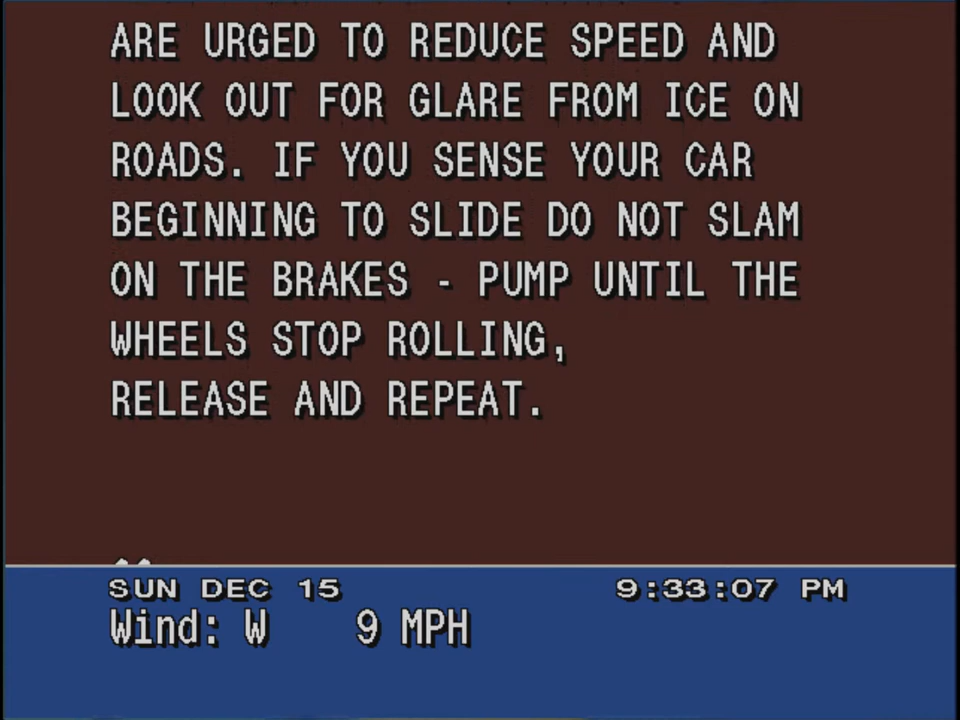 ARE URGED TO REDUCE SPEED AND
LOOK OUT FOR GLARE FROM ICE ON
ROADS. IF YOU SENSE YOUR CAR
BEGINNING TO SLIDE DO NOT SLAM
ON THE BRAKES - PUMP UNTIL THE
WHEELS STOP ROLLING,
RELEASE AND REPEAT.
SUN DEC 15 9:33:07 PM
Wind: W 9 MPH